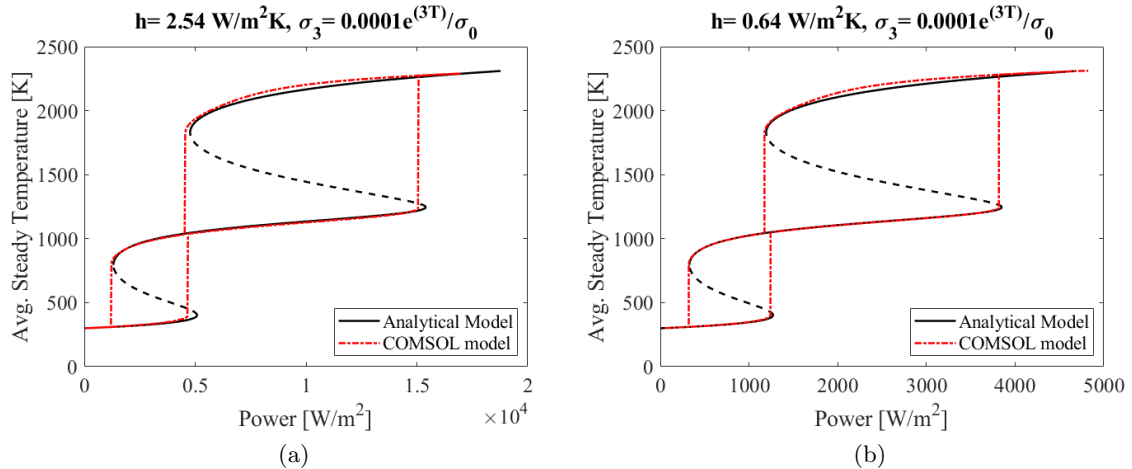 h= 2.54 W/m²K, σ₃= 0.0001e⁽³ᵀ⁾/σ₀
Avg. Steady Temperature [K]
2500
2000
1500
1000
500
0
Analytical Model
COMSOL model
0
0.5
1
1.5
2
×10⁴
Power [W/m²]
(a)
h= 0.64 W/m²K, σ₃= 0.0001e⁽³ᵀ⁾/σ₀
Avg. Steady Temperature [K]
2500
2000
1500
1000
500
0
Analytical Model
COMSOL model
0
1000
2000
3000
4000
5000
Power [W/m²]
(b)